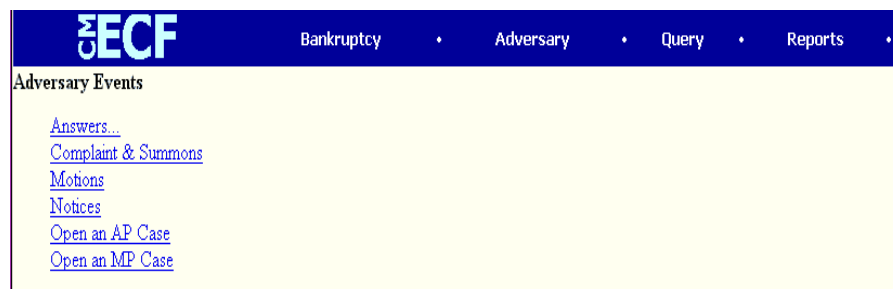 CM ECF Bankruptcy • Adversary • Query • Reports •
Adversary Events
Answers...
Complaint & Summons
Motions
Notices
Open an AP Case
Open an MP Case